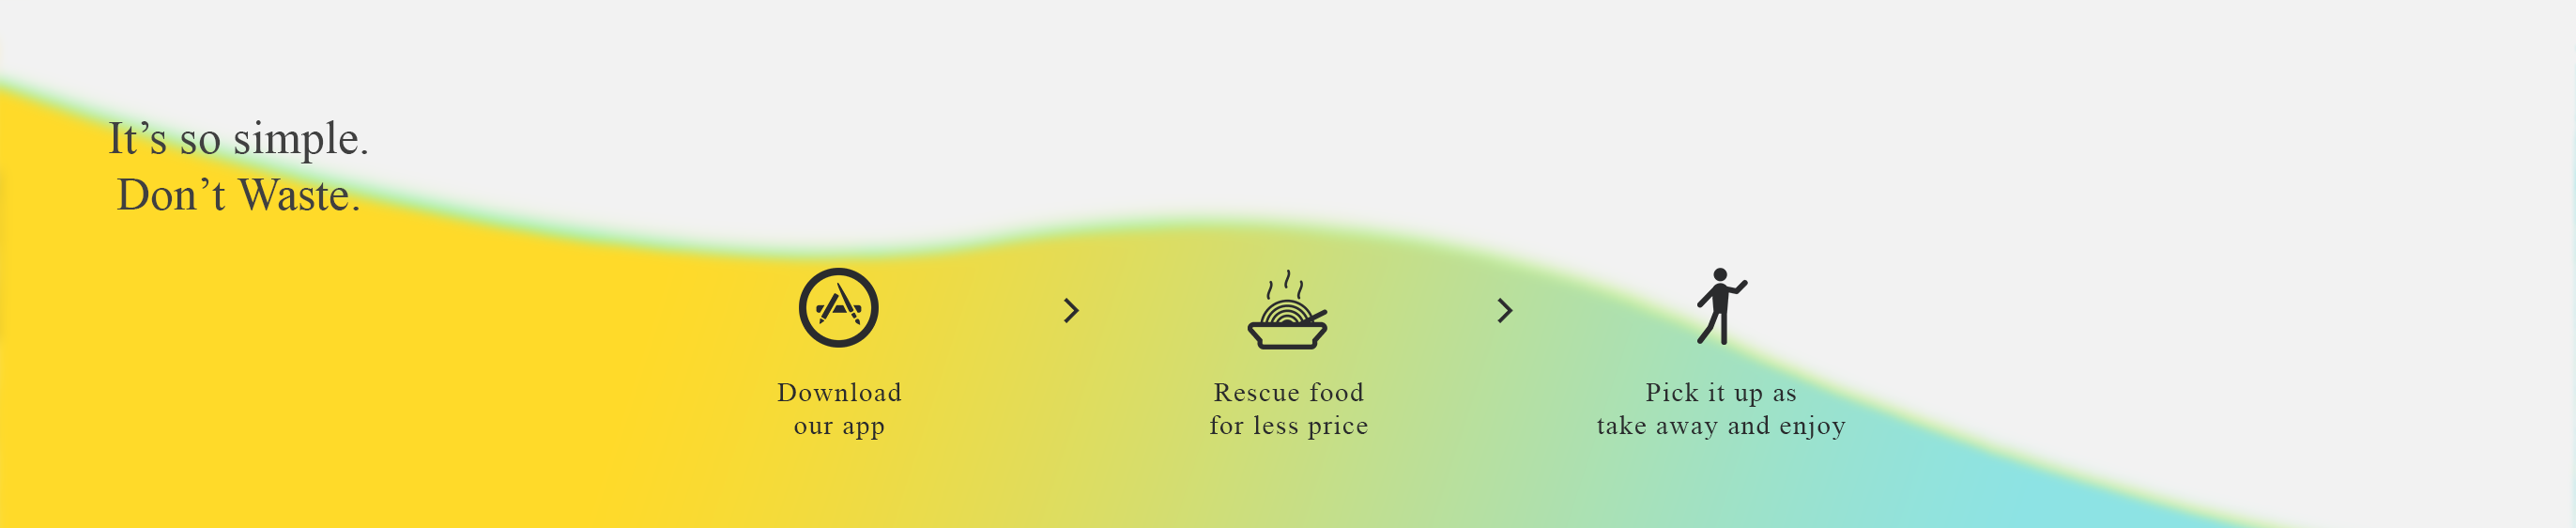 It’s so simple.
Don’t Waste.
Download
our app
Rescue food
for less price
Pick it up as
take away and enjoy